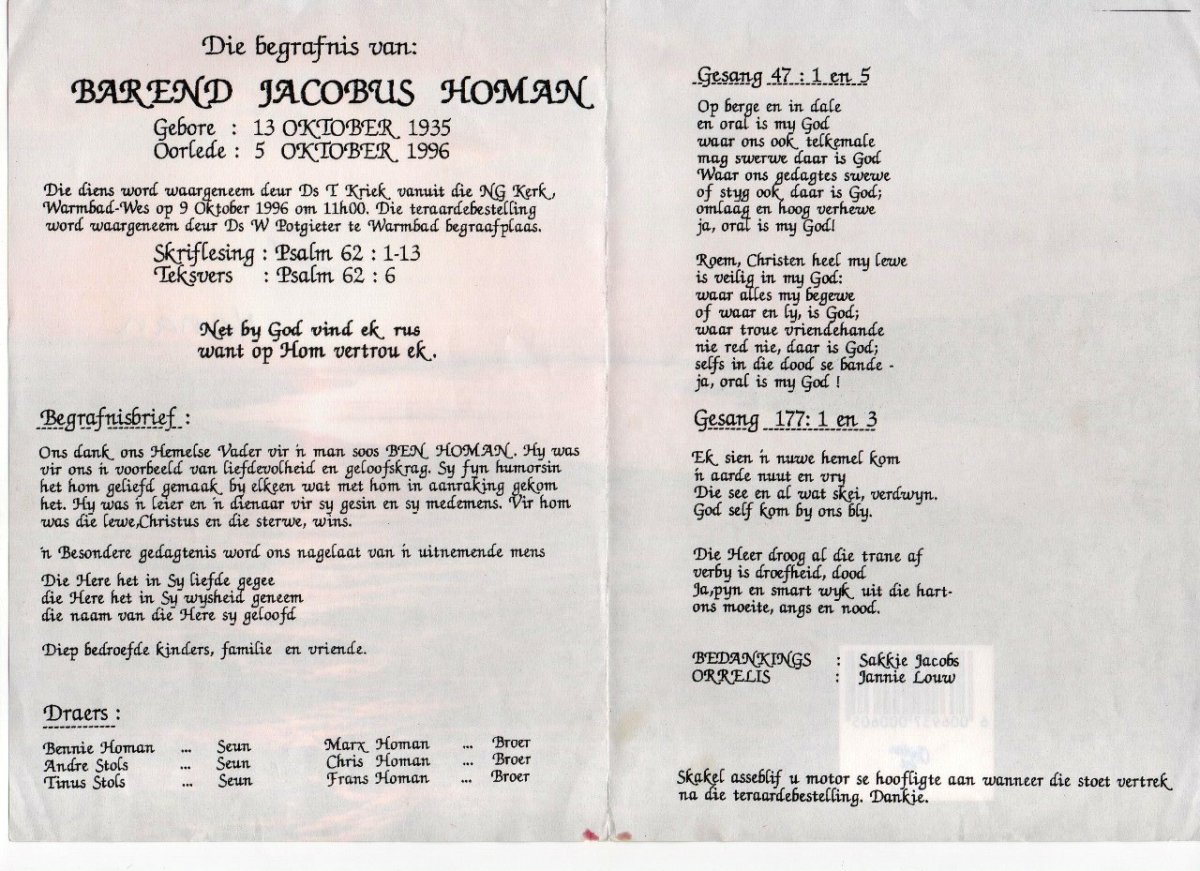 Die begrafnis van:
BAREND JACOBUS HOMAN
Gebore : 13 OKTOBER 1935
Oorlede : 5 OKTOBER 1996
Die diens word waargeneem deur Ds T Kriek vanuit die NG Kerk,
Warmbad-Wes op 9 Oktober 1996 om 11h00. Die teraardebestelling
word waargeneem deur Ds W Potgieter te Warmbad begraafplaas.
Skriflesing : Psalm 62 : 1-13
Teksvers : Psalm 62 : 6
Net by God vind ek rus
want op Hom vertrou ek.
Begrafnisbrief :
Ons dank ons Hemelse Vader vir 'n man soos BEN HOMAN. Hy was
vir ons 'n voorbeeld van liefdevolheid en geloofskrag. Sy fyn humorsin
het hom geliefd gemaak by elkeen wat met hom in aanraking gekom
het. Hy was 'n leier en 'n dienaar vir sy gesin en sy medemens. Vir hom
was die lewe,Christus en die sterwe, wins.
'n Besondere gedagtenis word ons nagelaat van 'n uitnemende mens
Die Here het in Sy liefde gegee
die Here het in Sy wysheid geneem
die naam van die Here sy geloofd
Diep bedroefde kinders, familie en vriende.
Draers :
Bennie Homan ... Seun Marx Homan ... Broer
Andre Stols ... Seun Chris Homan ... Broer
Tinus Stols ... Seun Frans Homan ... Broer
Gesang 47 : 1 en 5
Op berge en in dale
en oral is my God
waar ons ook telkemale
mag swerwe daar is God
Waar ons gedagtes swewe
of styg ook daar is God;
omlaag en hoog verhewe
ja, oral is my God!
Roem, Christen heel my lewe
is veilig in my God:
waar alles my begewe
of waar en ly, is God;
waar troue vriendehande
nie red nie, daar is God;
selfs in die dood se bande -
ja, oral is my God !
Gesang 177: 1 en 3
Ek sien 'n nuwe hemel kom
'n aarde nuut en vry
Die see en al wat skei, verdwyn.
God self kom by ons bly.
Die Heer droog al die trane af
verby is droefheid, dood
Ja,pyn en smart wyk uit die hart-
ons moeite, angs en nood.
BEDANKINGS : Sakkie Jacobs
ORRELIS : Jannie Louw
6 006937 000605
Skakel asseblif u motor se hoofligte aan wanneer die stoet vertrek
na die teraardebestelling. Dankie.